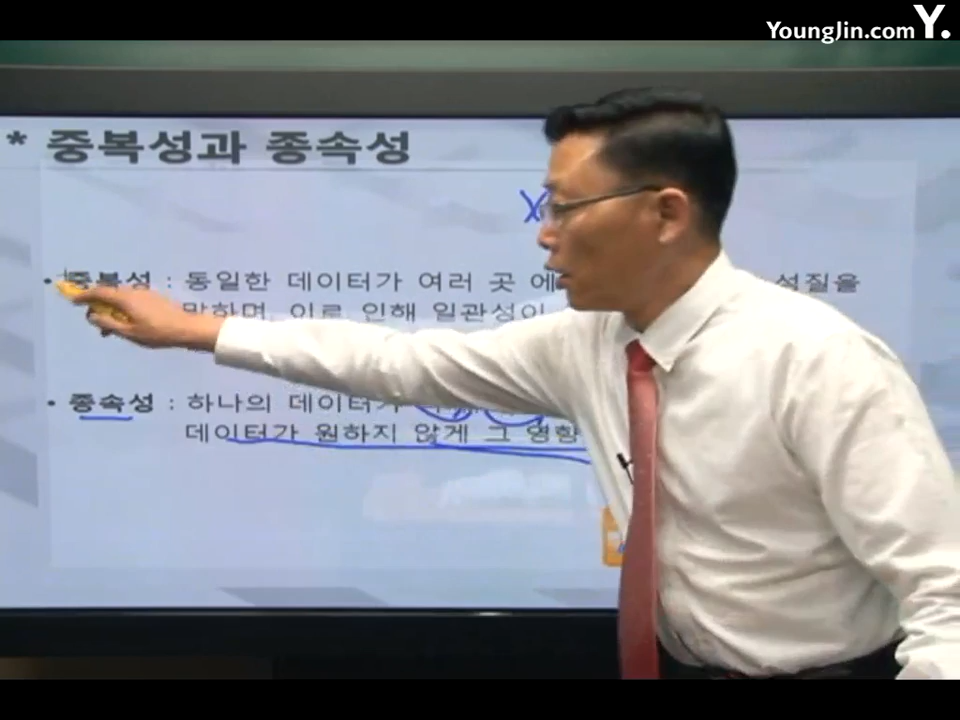 YoungJin.com Y.
* 중복성과 종속성
• 중복성 : 동일한 데이터가 여러 곳 에 성질을
말하며, 이로 인해 일관성이
• 종속성 : 하나의 데이터가
데이터가 원하지 않게 그 영향